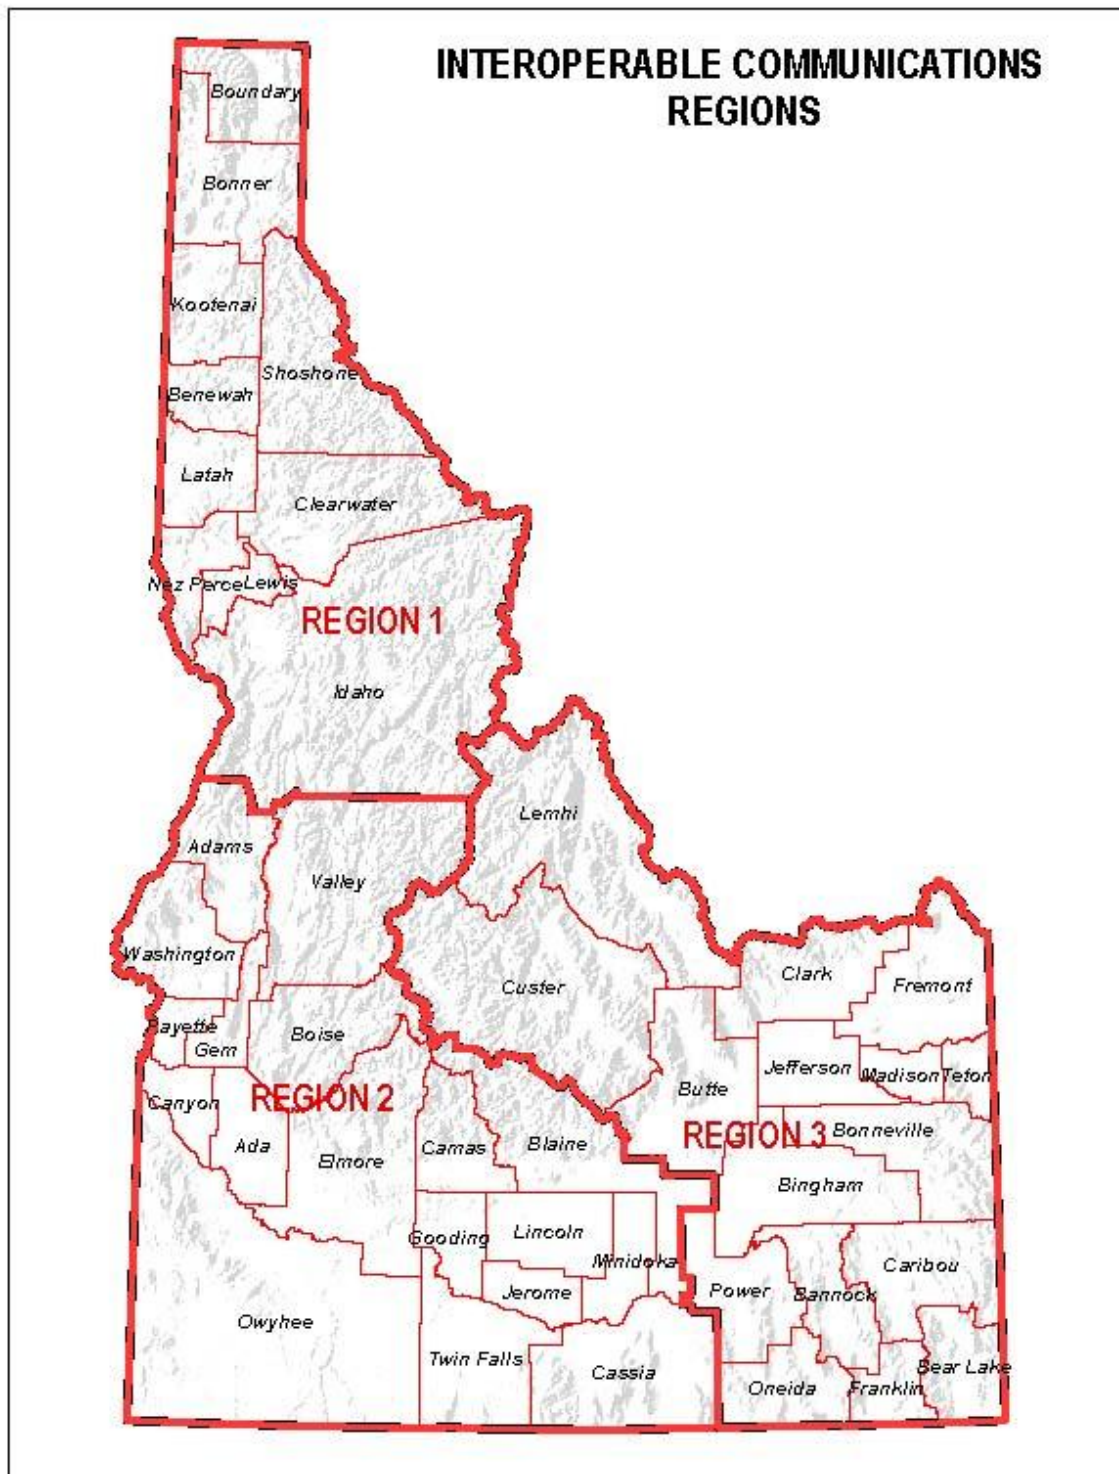 INTEROPERABLE COMMUNICATIONS
REGIONS
Boundary
Bonner
Kootenai
Shoshone
Benewah
Latah
Clearwater
Nez Perce
Lewis
REGION 1
Idaho
Lemhi
Adams
Valley
Washington
Clark
Fremont
Custer
Payette
Boise
Gem
Jefferson
Madison
Teton
Butte
Canyon
REGION 2
REGION 3
Bonneville
Ada
Elmore
Camas
Blaine
Bingham
Gooding
Lincoln
Minidoka
Caribou
Jerome
Power
Bannock
Owyhee
Twin Falls
Cassia
Oneida
Franklin
Bear Lake